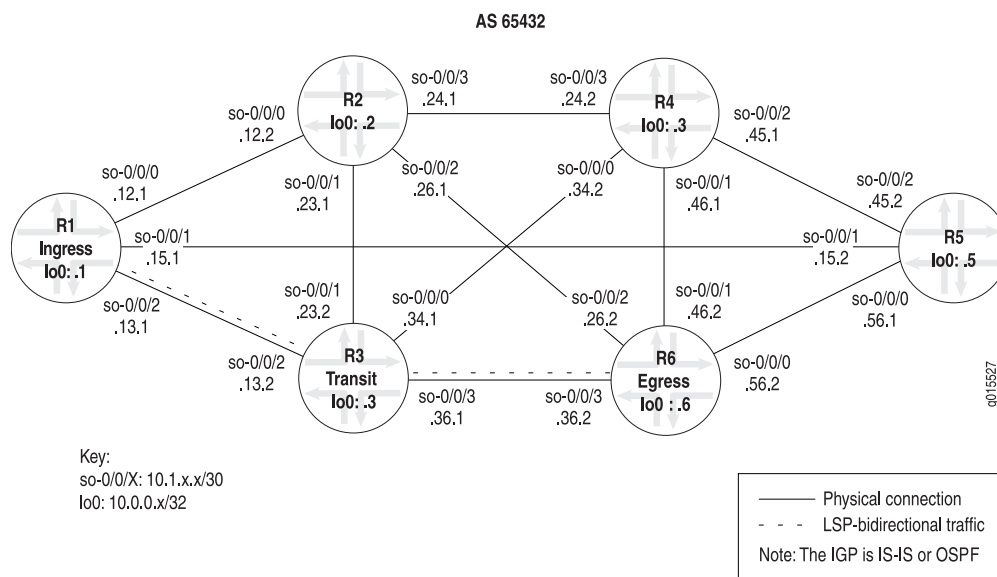 AS 65432
so-0/0/3
.24.1
so-0/0/3
.24.2
R2
lo0: .2
R4
lo0: .3
so-0/0/0
.12.2
so-0/0/2
.45.1
so-0/0/2
.26.1
so-0/0/0
.34.2
so-0/0/0
.12.1
so-0/0/1
.23.1
so-0/0/1
.46.1
so-0/0/2
.45.2
R1
Ingress
lo0: .1
so-0/0/1
.15.1
so-0/0/1
.15.2
R5
lo0: .5
so-0/0/2
.13.1
so-0/0/1
.23.2
so-0/0/0
.34.1
so-0/0/2
.26.2
so-0/0/1
.46.2
so-0/0/0
.56.1
so-0/0/2
.13.2
R3
Transit
lo0: .3
R6
Egress
lo0 : .6
so-0/0/0
.56.2
so-0/0/3
.36.1
so-0/0/3
.36.2
g015527
Key:
so-0/0/X: 10.1.x.x/30
lo0: 10.0.0.x/32
Physical connection
LSP-bidirectional traffic
Note: The IGP is IS-IS or OSPF